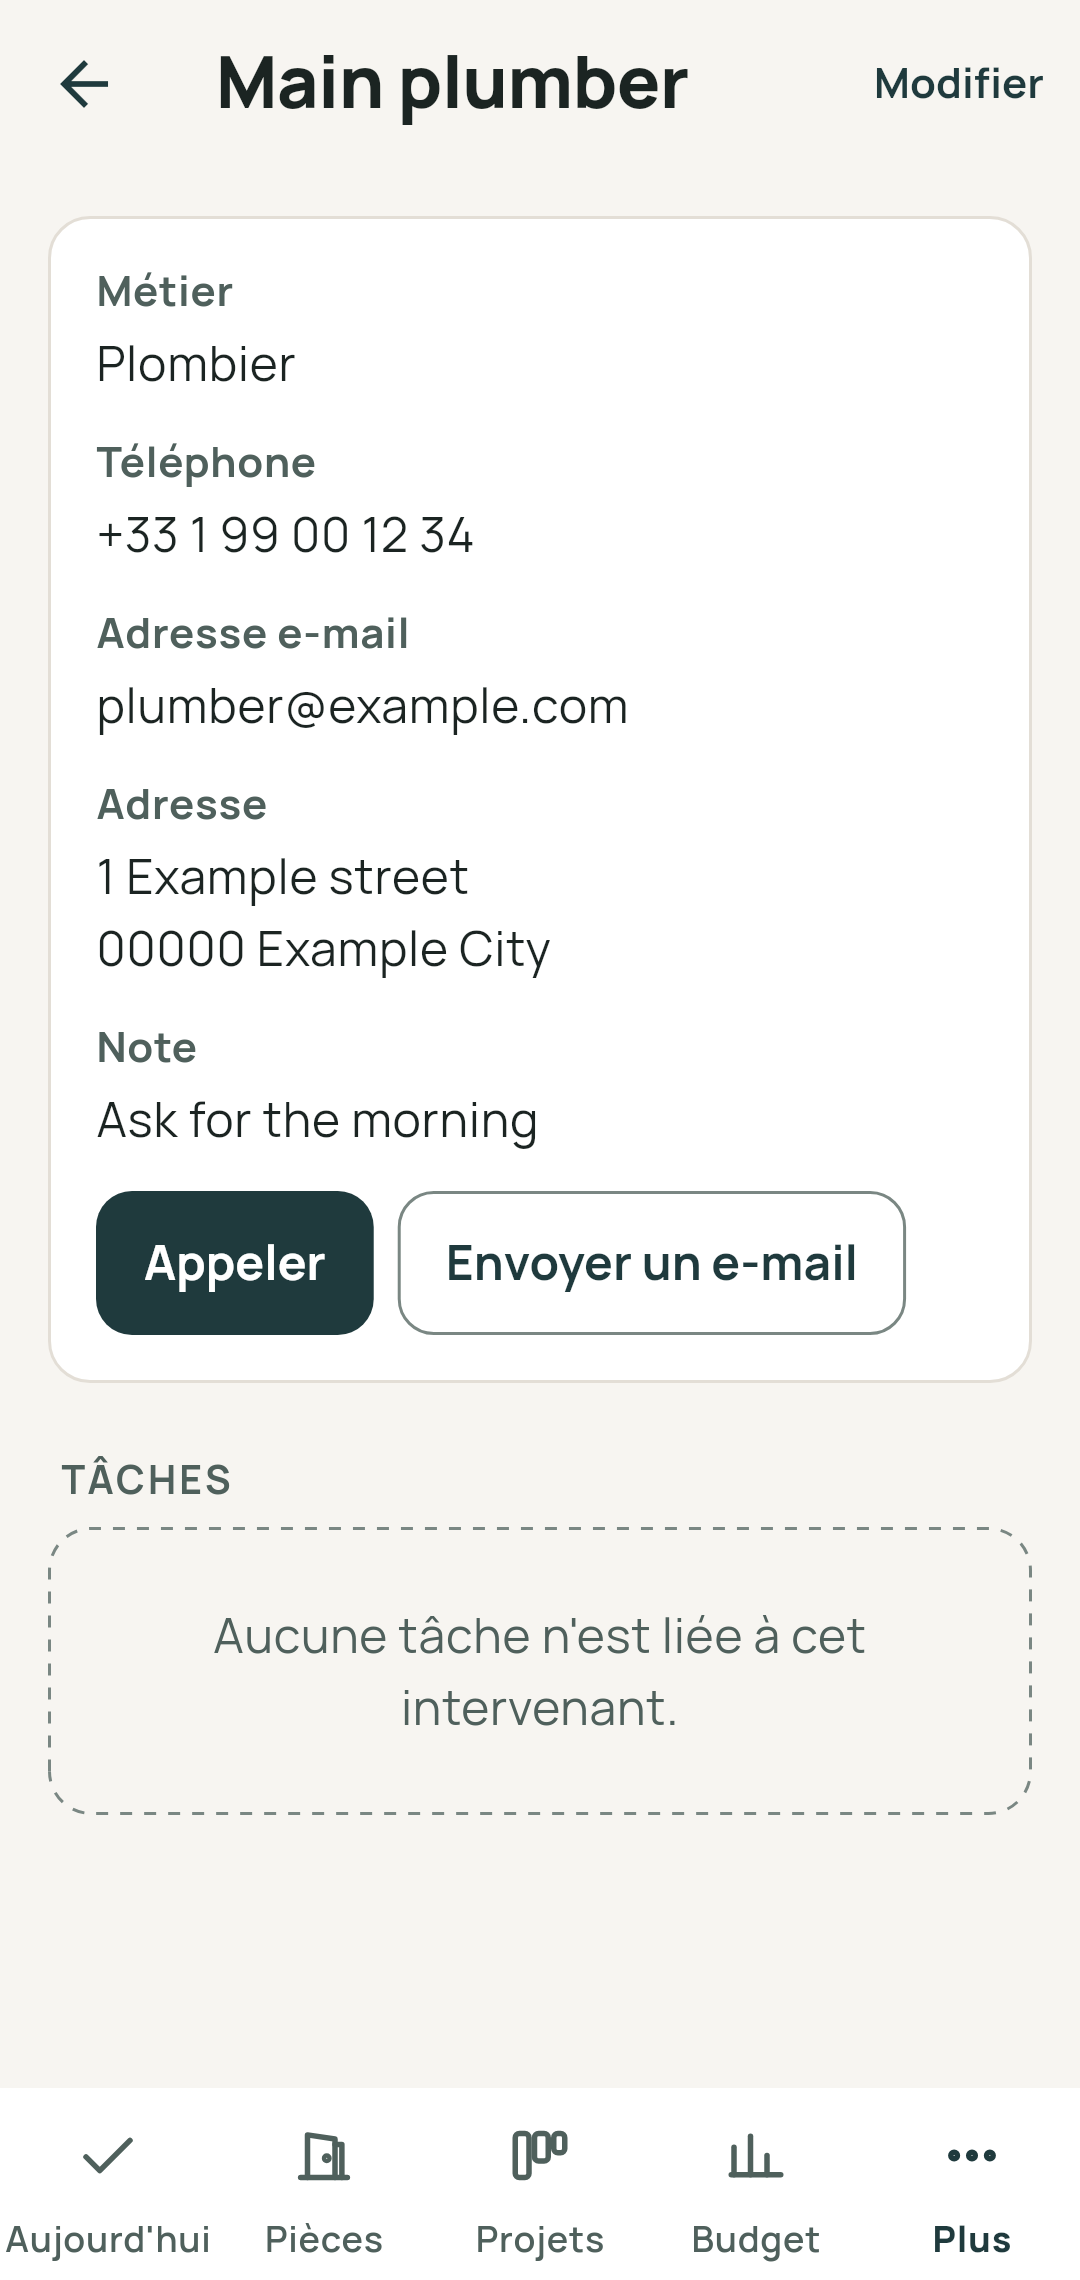 Main plumber
Modifier
Métier
Plombier
Téléphone
+33 1 99 00 12 34
Adresse e-mail
plumber@example.com
Adresse
1 Example street
00000 Example City
Note
Ask for the morning
Appeler
Envoyer un e-mail
TÂCHES
Aucune tâche n'est liée à cet
intervenant.
Aujourd'hui
Pièces
Projets
Budget
Plus